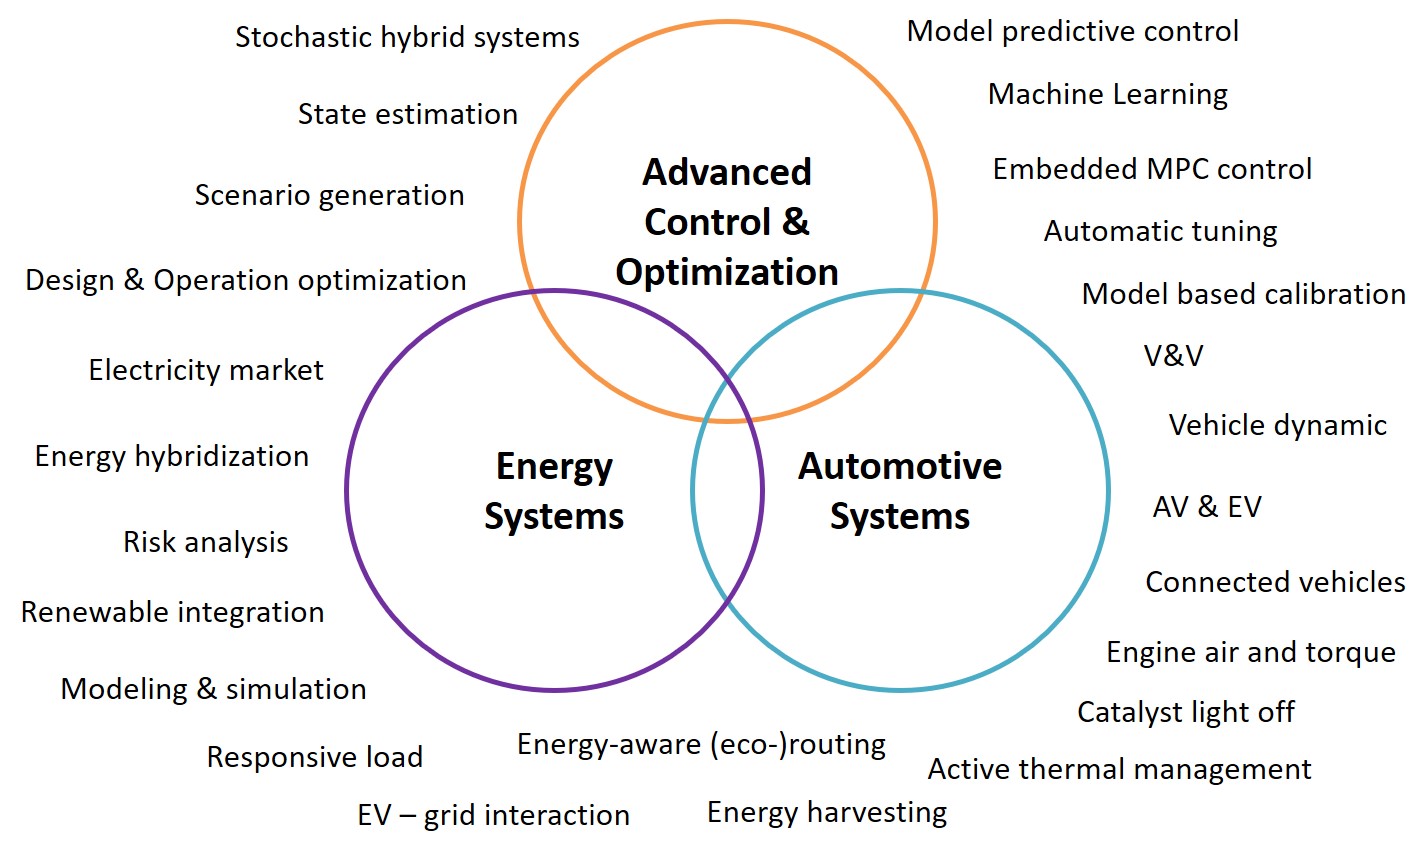 Stochastic hybrid systems
Model predictive control
State estimation
Machine Learning
Scenario generation
Embedded MPC control
Advanced
Control &
Optimization
Automatic tuning
Design & Operation optimization
Model based calibration
Electricity market
V&V
Energy hybridization
Vehicle dynamic
Energy
Systems
Automotive
Systems
Risk analysis
AV & EV
Renewable integration
Connected vehicles
Modeling & simulation
Engine air and torque
Responsive load
Catalyst light off
Energy-aware (eco-)routing
Active thermal management
EV – grid interaction
Energy harvesting